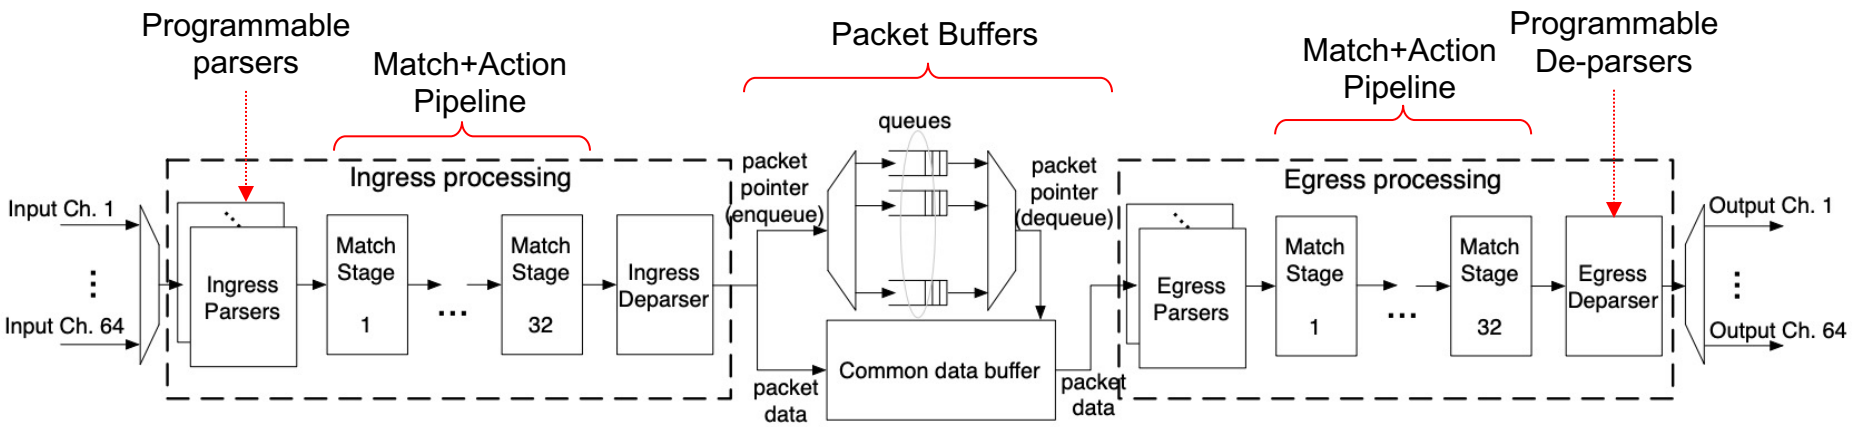 Programmable
parsers
Match+Action
Pipeline
Packet Buffers
Match+Action
Pipeline
Programmable
De-parsers
Input Ch. 1
Input Ch. 64
Ingress processing
Ingress
Parsers
Match
Stage
1
...
Match
Stage
32
Ingress
Deparser
packet
pointer
(enqueue)
packet
data
queues
packet
pointer
(dequeue)
Common data buffer
packet
data
Egress processing
Egress
Parsers
Match
Stage
1
...
Match
Stage
32
Egress
Deparser
Output Ch. 1
Output Ch. 64